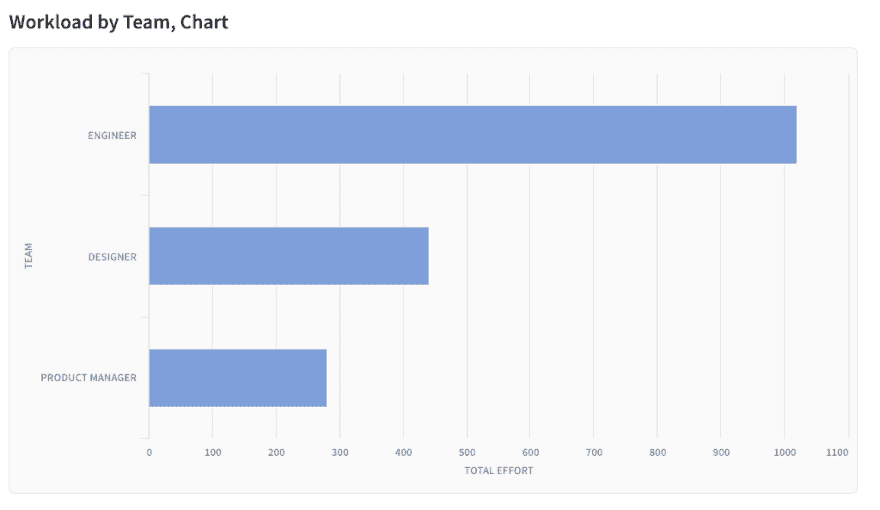 Workload by Team, Chart
ENGINEER
TEAM
DESIGNER
PRODUCT MANAGER
0 100 200 300 400 500 600 700 800 900 1000 1100
TOTAL EFFORT